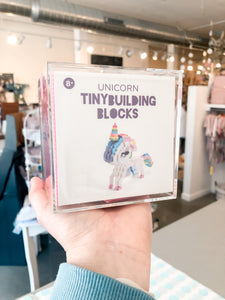 8+
UNICORN
TINYBUILDING
BLOCKS